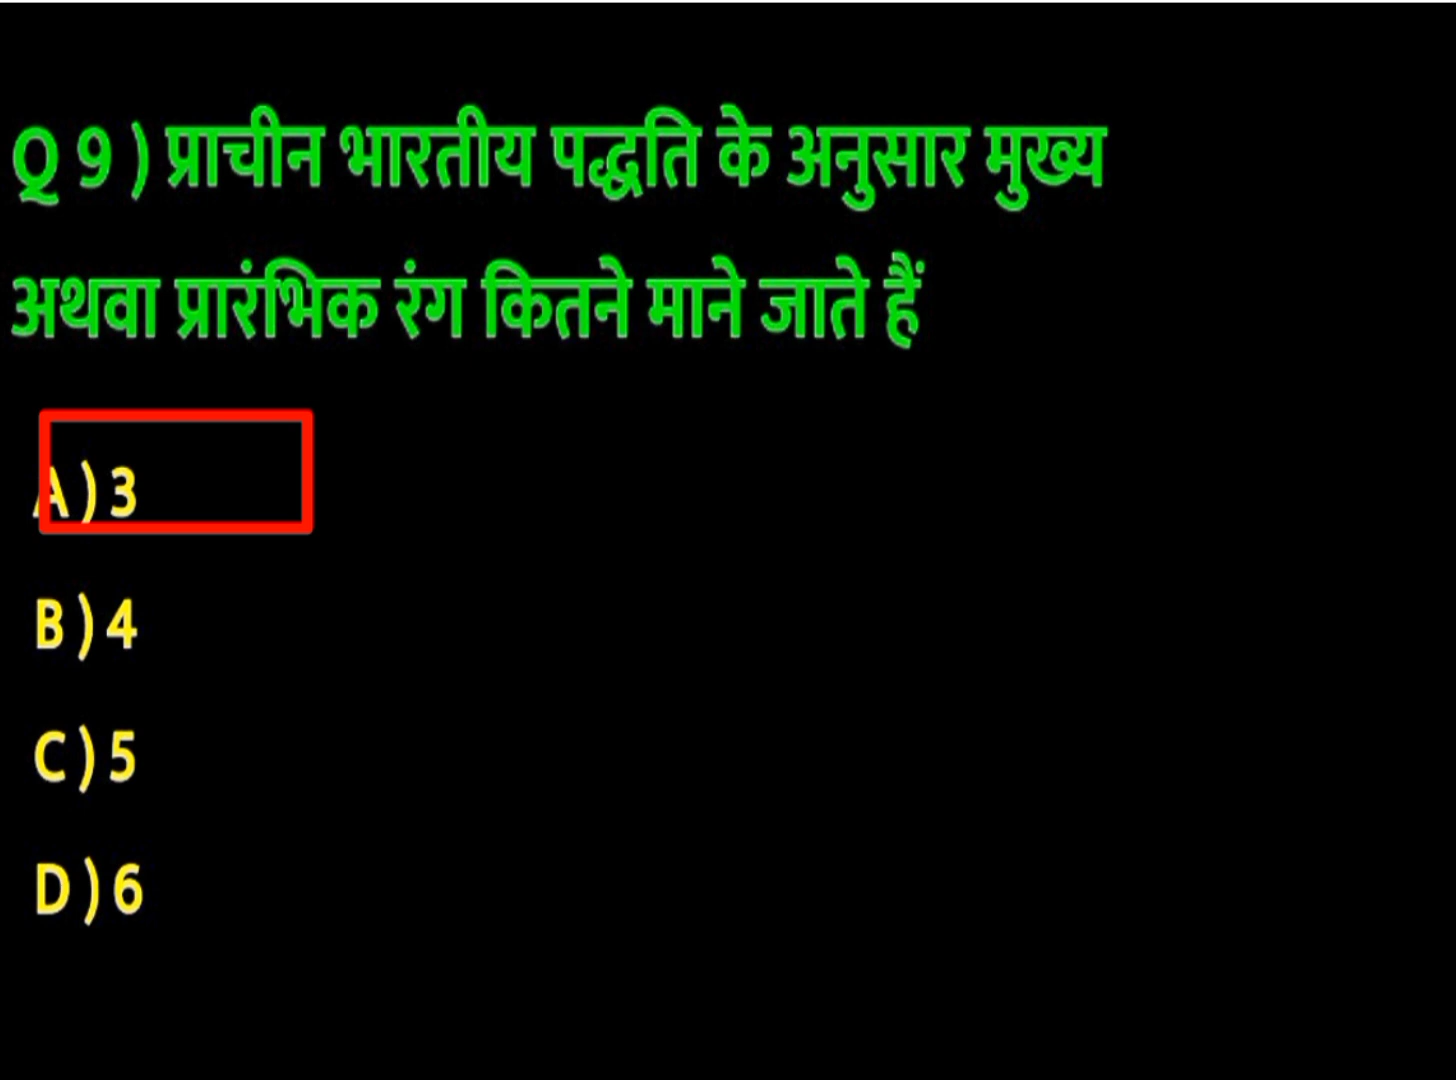 Q 9 ) प्राचीन भारतीय पद्धति के अनुसार मुख्य
अथवा प्रारंभिक रंग कितने माने जाते हैं
A ) 3
B ) 4
C ) 5
D ) 6